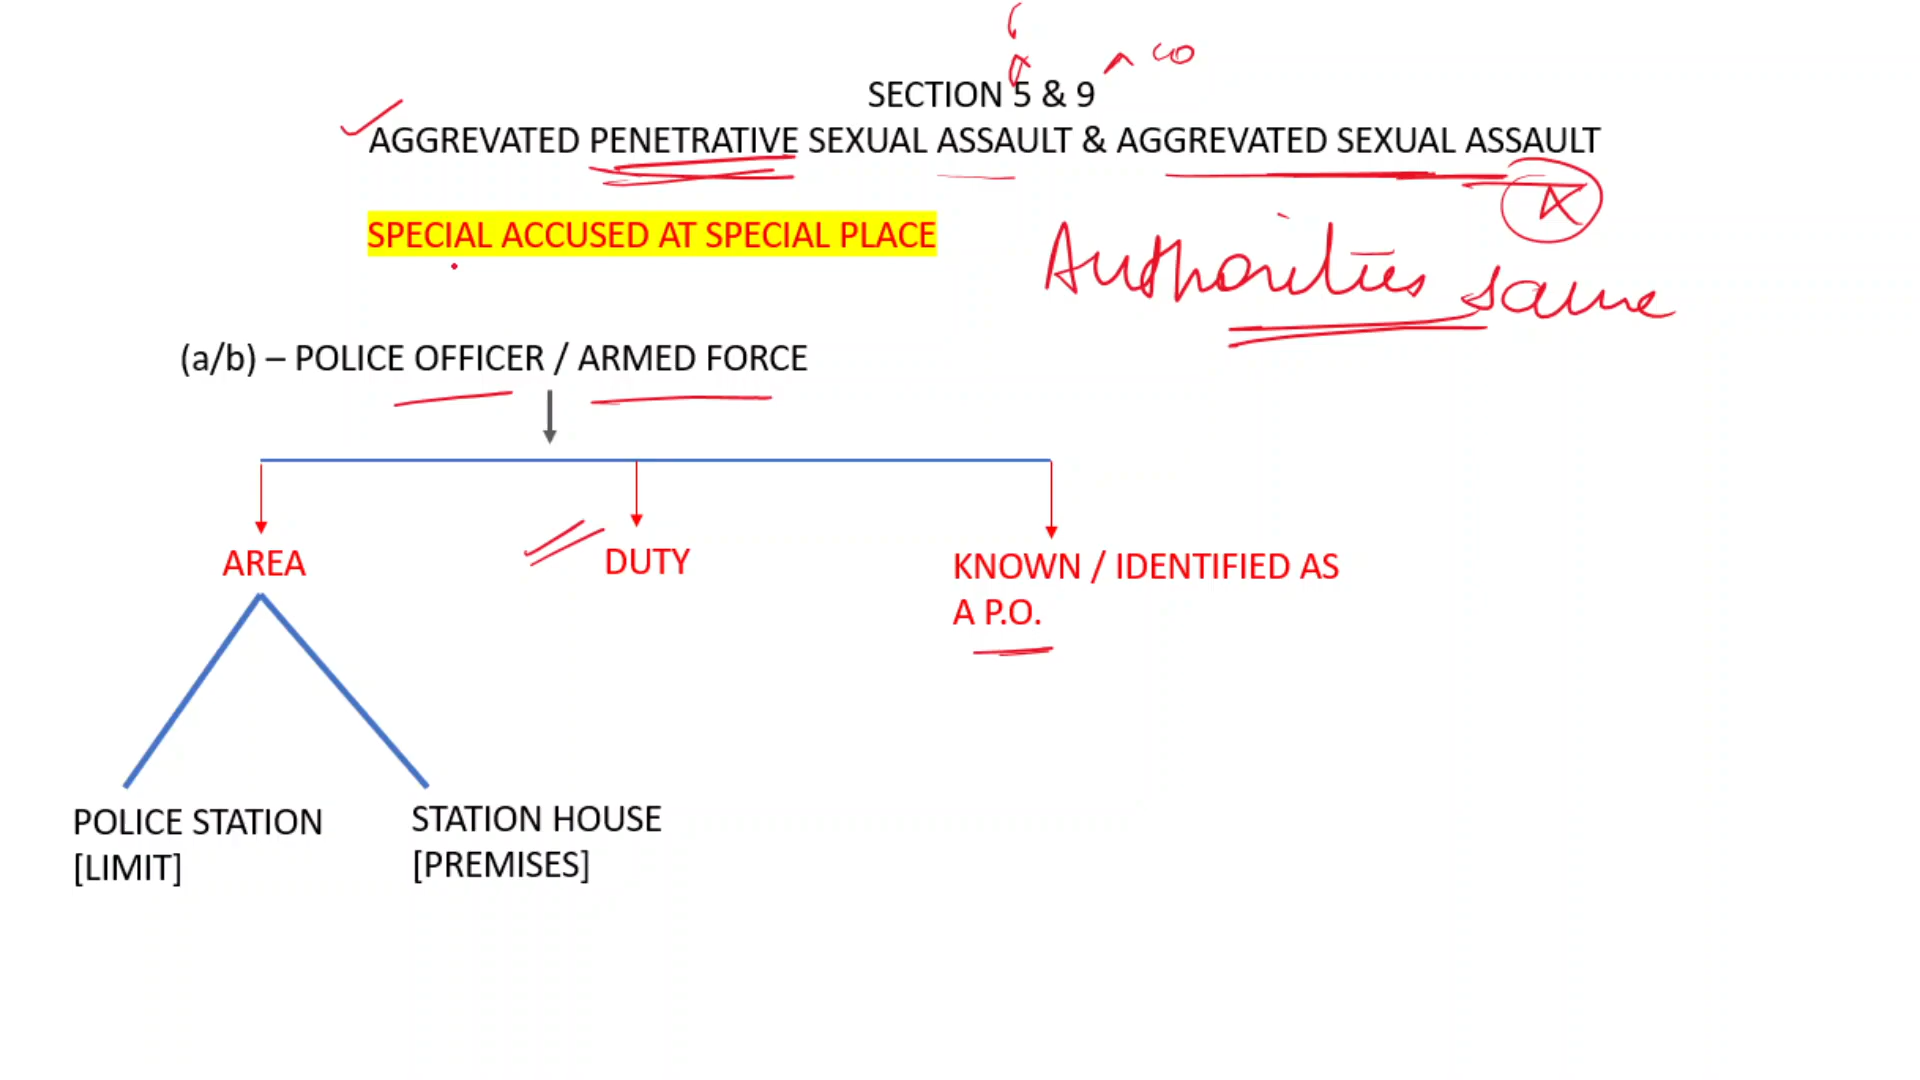 SECTION 5 & 9
AGGREVATED PENETRATIVE SEXUAL ASSAULT & AGGREVATED SEXUAL ASSAULT
SPECIAL ACCUSED AT SPECIAL PLACE
Authorities same
(a/b) – POLICE OFFICER / ARMED FORCE
AREA
DUTY
KNOWN / IDENTIFIED AS
A P.O.
POLICE STATION
[LIMIT]
STATION HOUSE
[PREMISES]